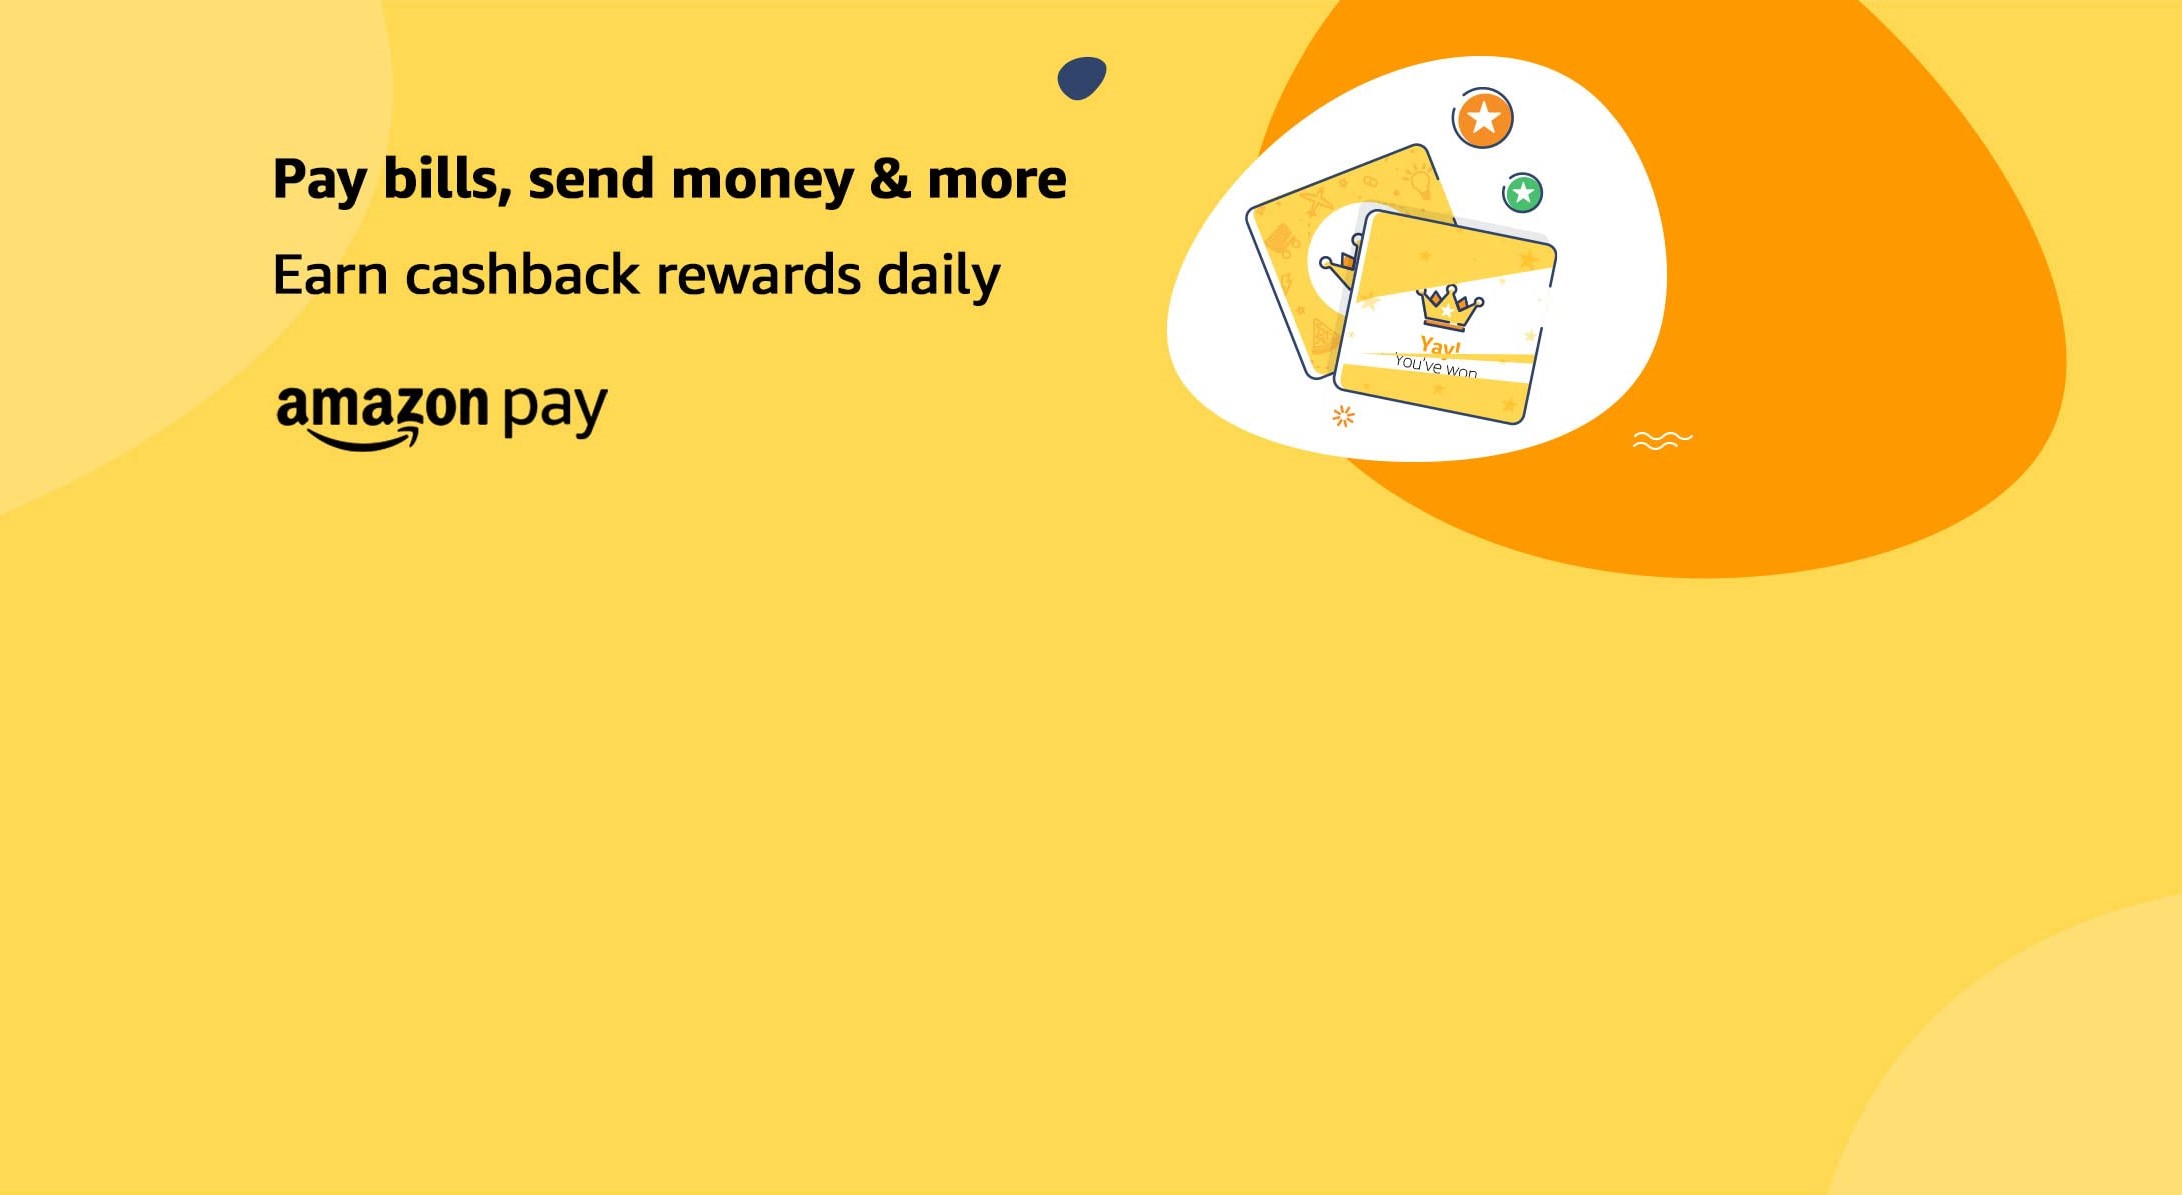 Pay bills, send money & more
Earn cashback rewards daily
amazon pay
Yay!
You've won